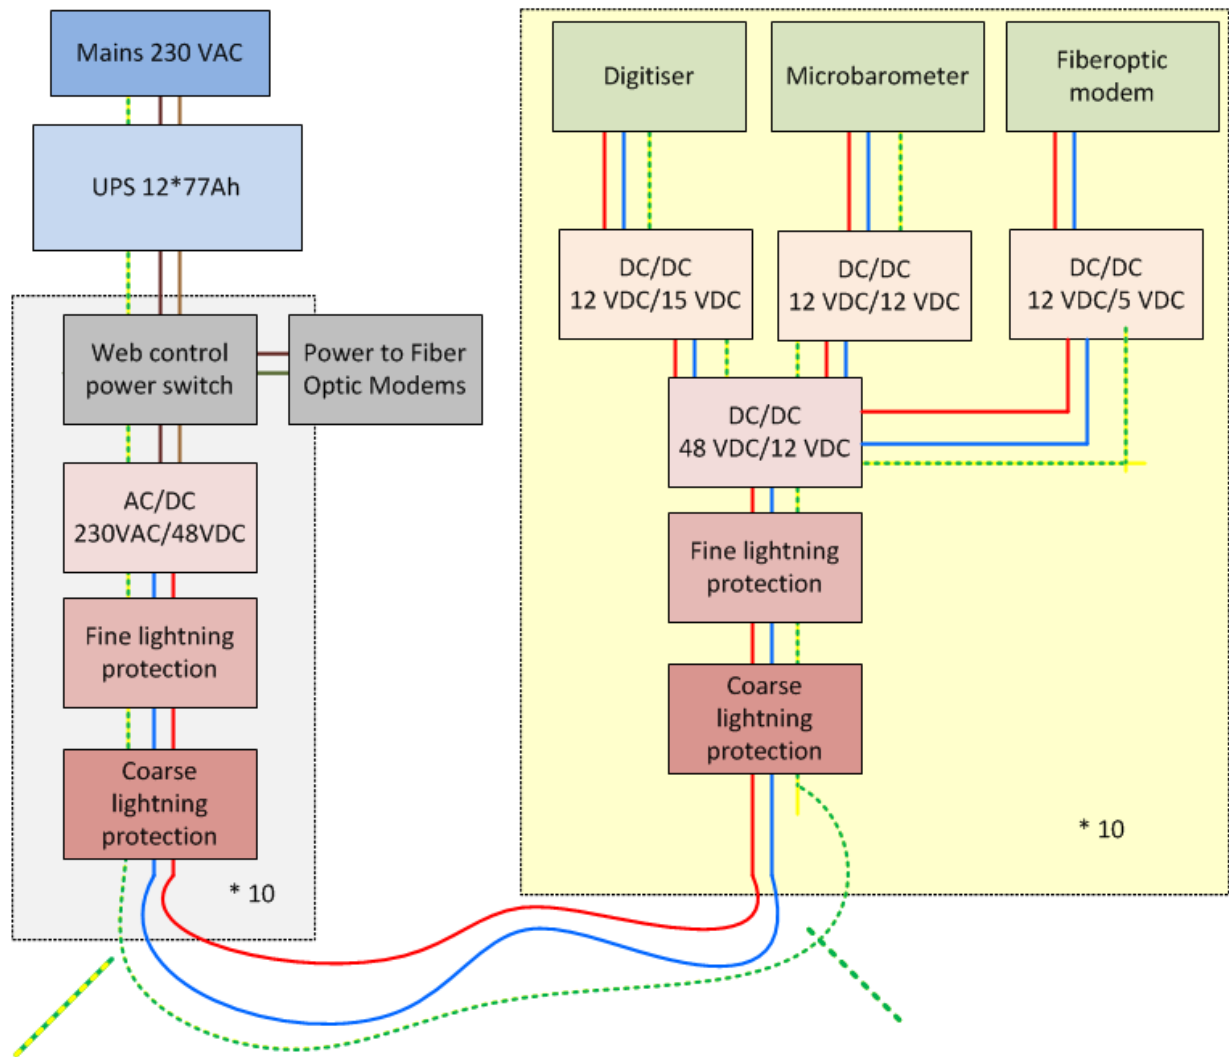 Mains 230 VAC
UPS 12*77Ah
Web control
power switch
Power to Fiber
Optic Modems
AC/DC
230VAC/48VDC
Fine lightning
protection
Coarse
lightning
protection
* 10
Digitiser
Microbarometer
Fiberoptic
modem
DC/DC
12 VDC/15 VDC
DC/DC
12 VDC/12 VDC
DC/DC
12 VDC/5 VDC
DC/DC
48 VDC/12 VDC
Fine lightning
protection
Coarse
lightning
protection
* 10